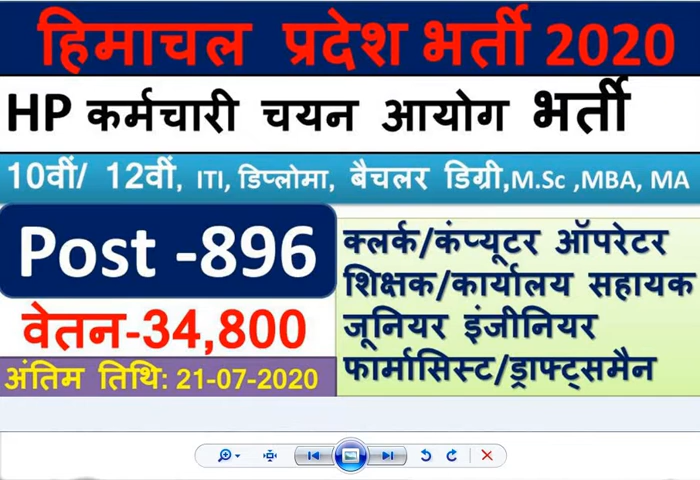 हिमाचल प्रदेश भर्ती 2020
HP कर्मचारी चयन आयोग भर्ती
10वीं/ 12वीं, ITI, डिप्लोमा, बैचलर डिग्री,M.Sc ,MBA, MA
Post -896
वेतन-34,800
अंतिम तिथि: 21-07-2020
क्लर्क/कंप्यूटर ऑपरेटर
शिक्षक/कार्यालय सहायक
जूनियर इंजीनियर
फार्मासिस्ट/ड्राफ्ट्समैन